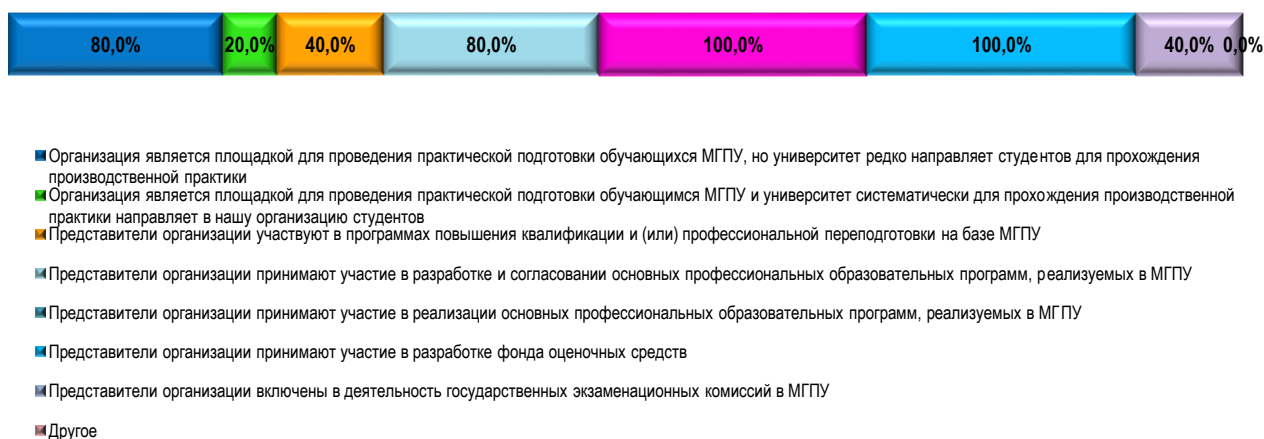 80,0% 20,0% 40,0% 80,0% 100,0% 100,0% 40,0% 0,0%
Организация является площадкой для проведения практической подготовки обучающихся МГПУ, но университет редко направляет студентов для прохождения
производственной практики
Организация является площадкой для проведения практической подготовки обучающимся МГПУ и университет систематически для прохождения производственной
практики направляет в нашу организацию студентов
Представители организации участвуют в программах повышения квалификации и (или) профессиональной переподготовки на базе МГПУ
Представители организации принимают участие в разработке и согласовании основных профессиональных образовательных программ, реализуемых в МГПУ
Представители организации принимают участие в реализации основных профессиональных образовательных программ, реализуемых в МГПУ
Представители организации принимают участие в разработке фонда оценочных средств
Представители организации включены в деятельность государственных экзаменационных комиссий в МГПУ
Другое